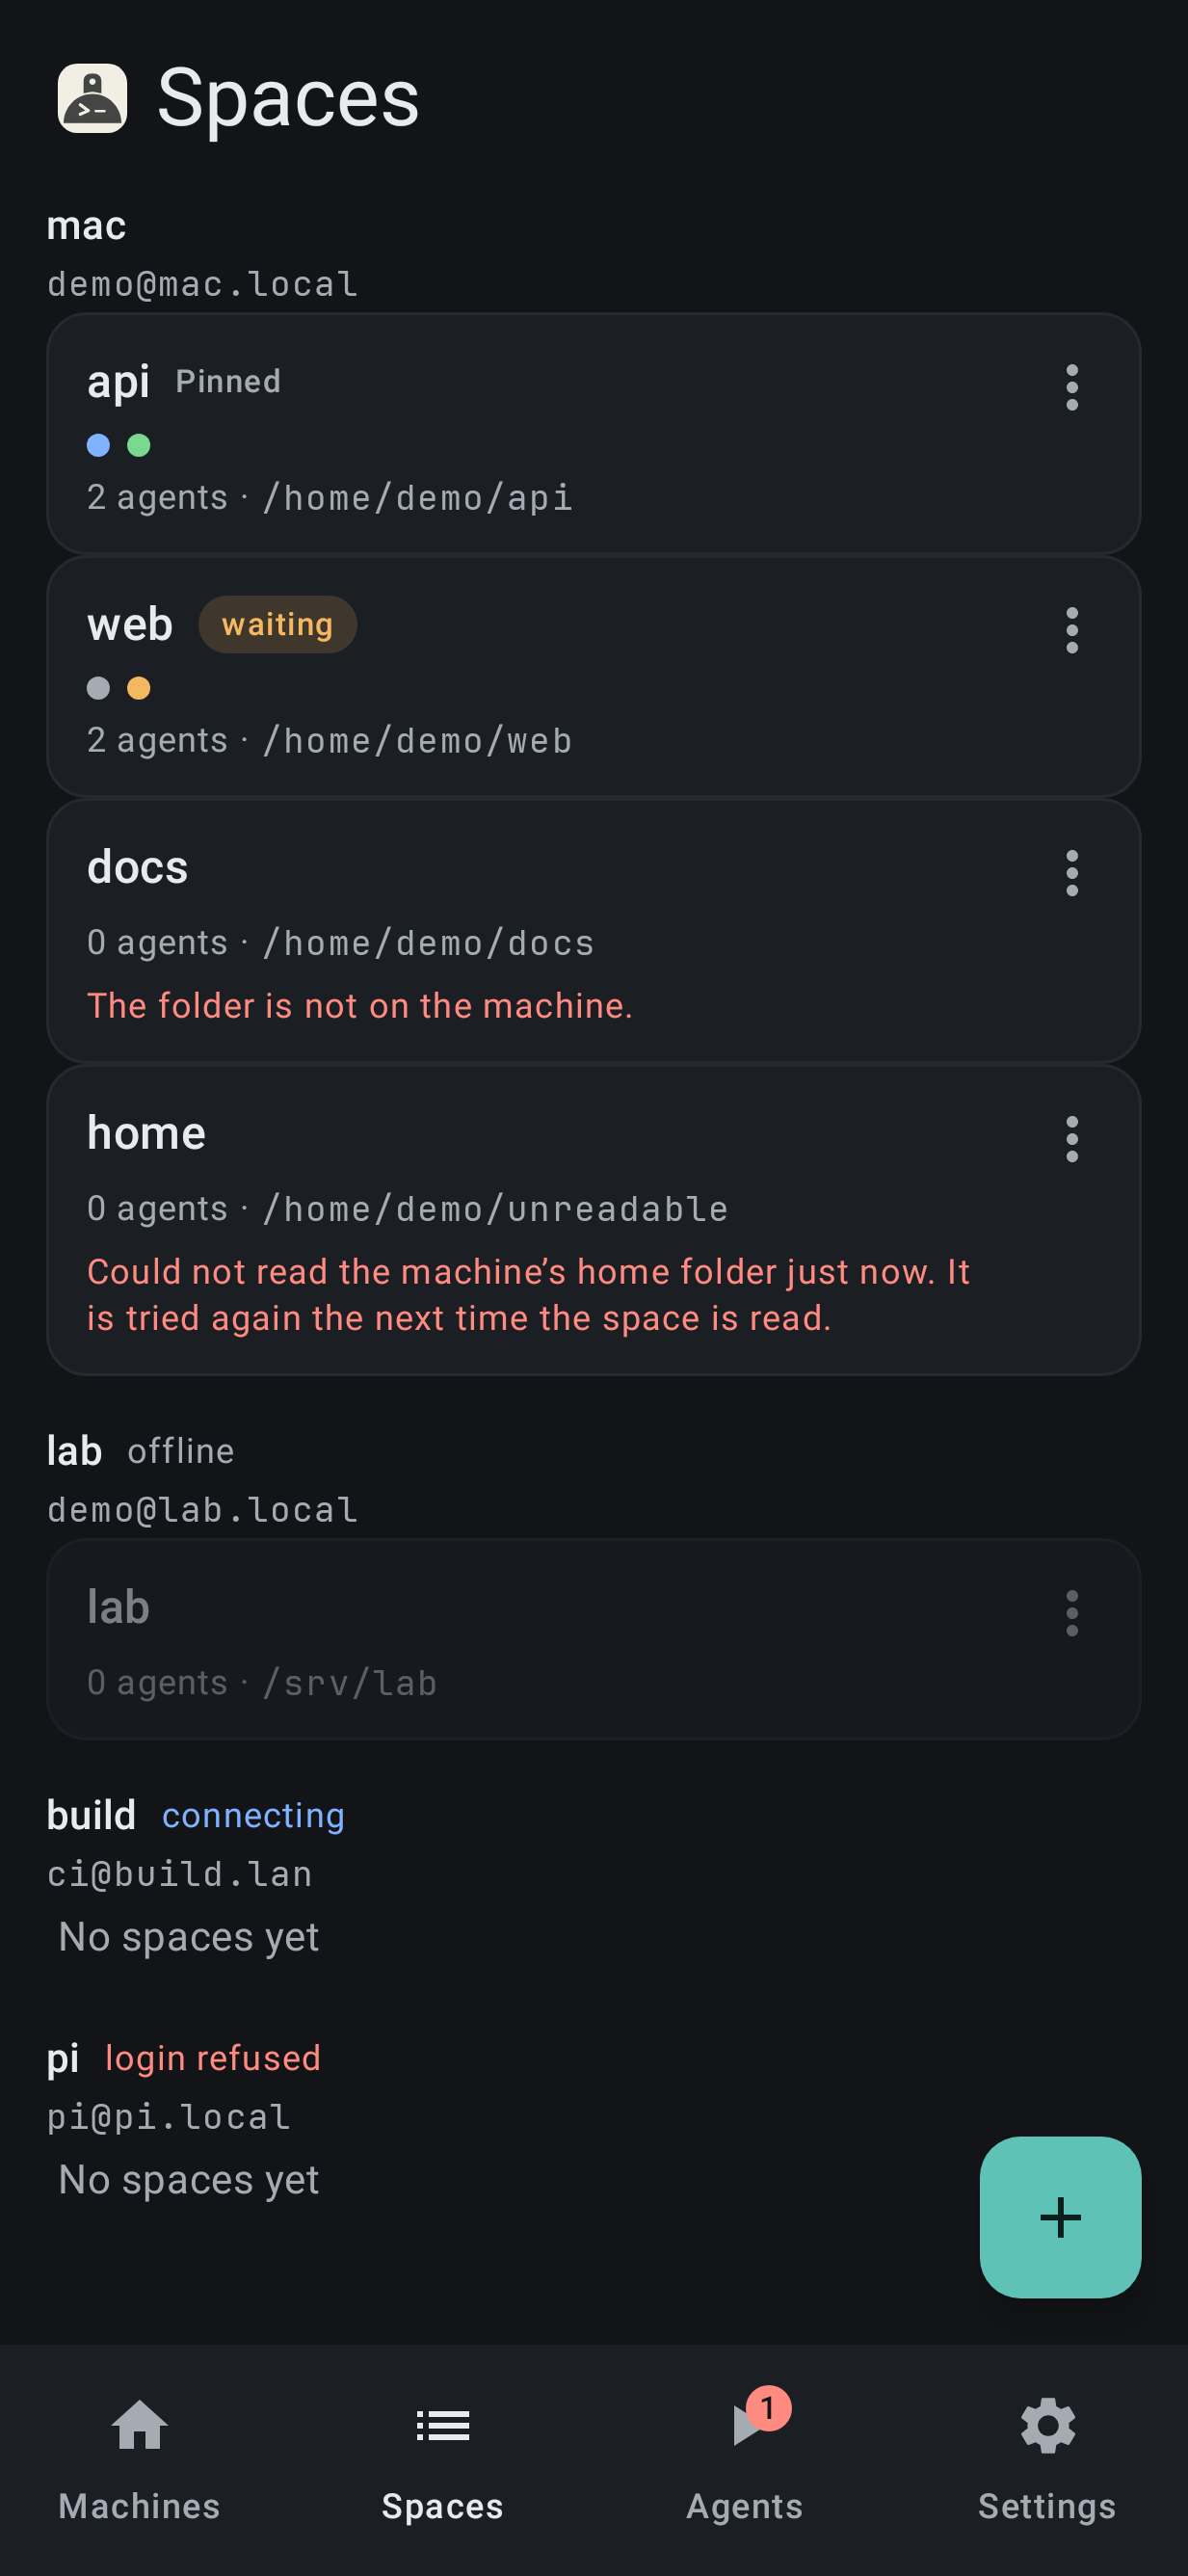 Spaces
mac
demo@mac.local
api Pinned
2 agents · /home/demo/api
web waiting
2 agents · /home/demo/web
docs
0 agents · /home/demo/docs
The folder is not on the machine.
home
0 agents · /home/demo/unreadable
Could not read the machine’s home folder just now. It
is tried again the next time the space is read.
lab offline
demo@lab.local
lab
0 agents · /srv/lab
build connecting
ci@build.lan
No spaces yet
pi login refused
pi@pi.local
No spaces yet
1
Machines Spaces Agents Settings